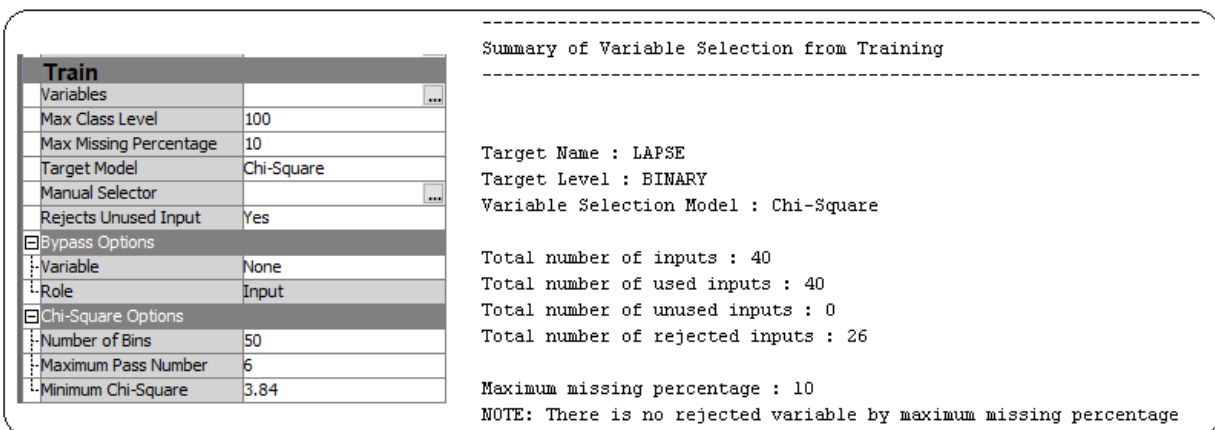 Train
Variables ...
Max Class Level 100
Max Missing Percentage 10
Target Model Chi-Square
Manual Selector ...
Rejects Unused Input Yes
Bypass Options
Variable None
Role Input
Chi-Square Options
Number of Bins 50
Maximum Pass Number 6
Minimum Chi-Square 3.84
--------------------------------------------------------------------
Summary of Variable Selection from Training
--------------------------------------------------------------------
Target Name : LAPSE
Target Level : BINARY
Variable Selection Model : Chi-Square
Total number of inputs : 40
Total number of used inputs : 40
Total number of unused inputs : 0
Total number of rejected inputs : 26
Maximum missing percentage : 10
NOTE: There is no rejected variable by maximum missing percentage